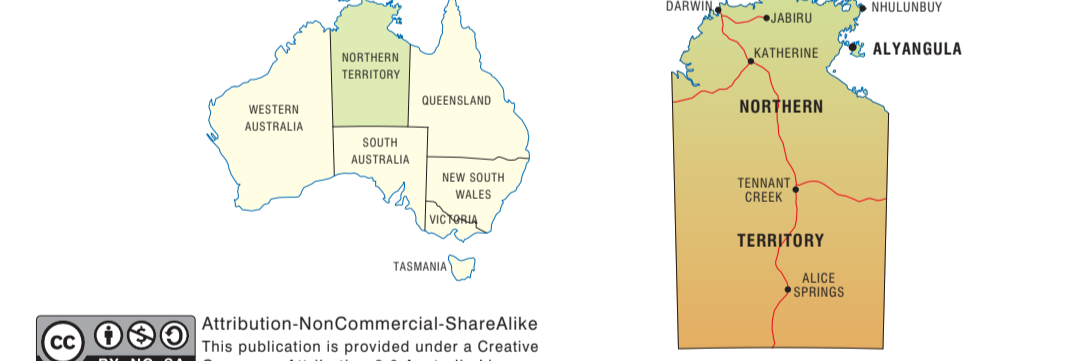 NORTHERN
TERRITORY
WESTERN
AUSTRALIA
QUEENSLAND
SOUTH
AUSTRALIA
NEW SOUTH
WALES
VICTORIA
TASMANIA
DARWIN
JABIRU
NHULUNBUY
KATHERINE
ALYANGULA
NORTHERN
TENNANT
CREEK
TERRITORY
ALICE
SPRINGS
cc
Attribution-NonCommercial-ShareAlike
This publication is provided under a Creative